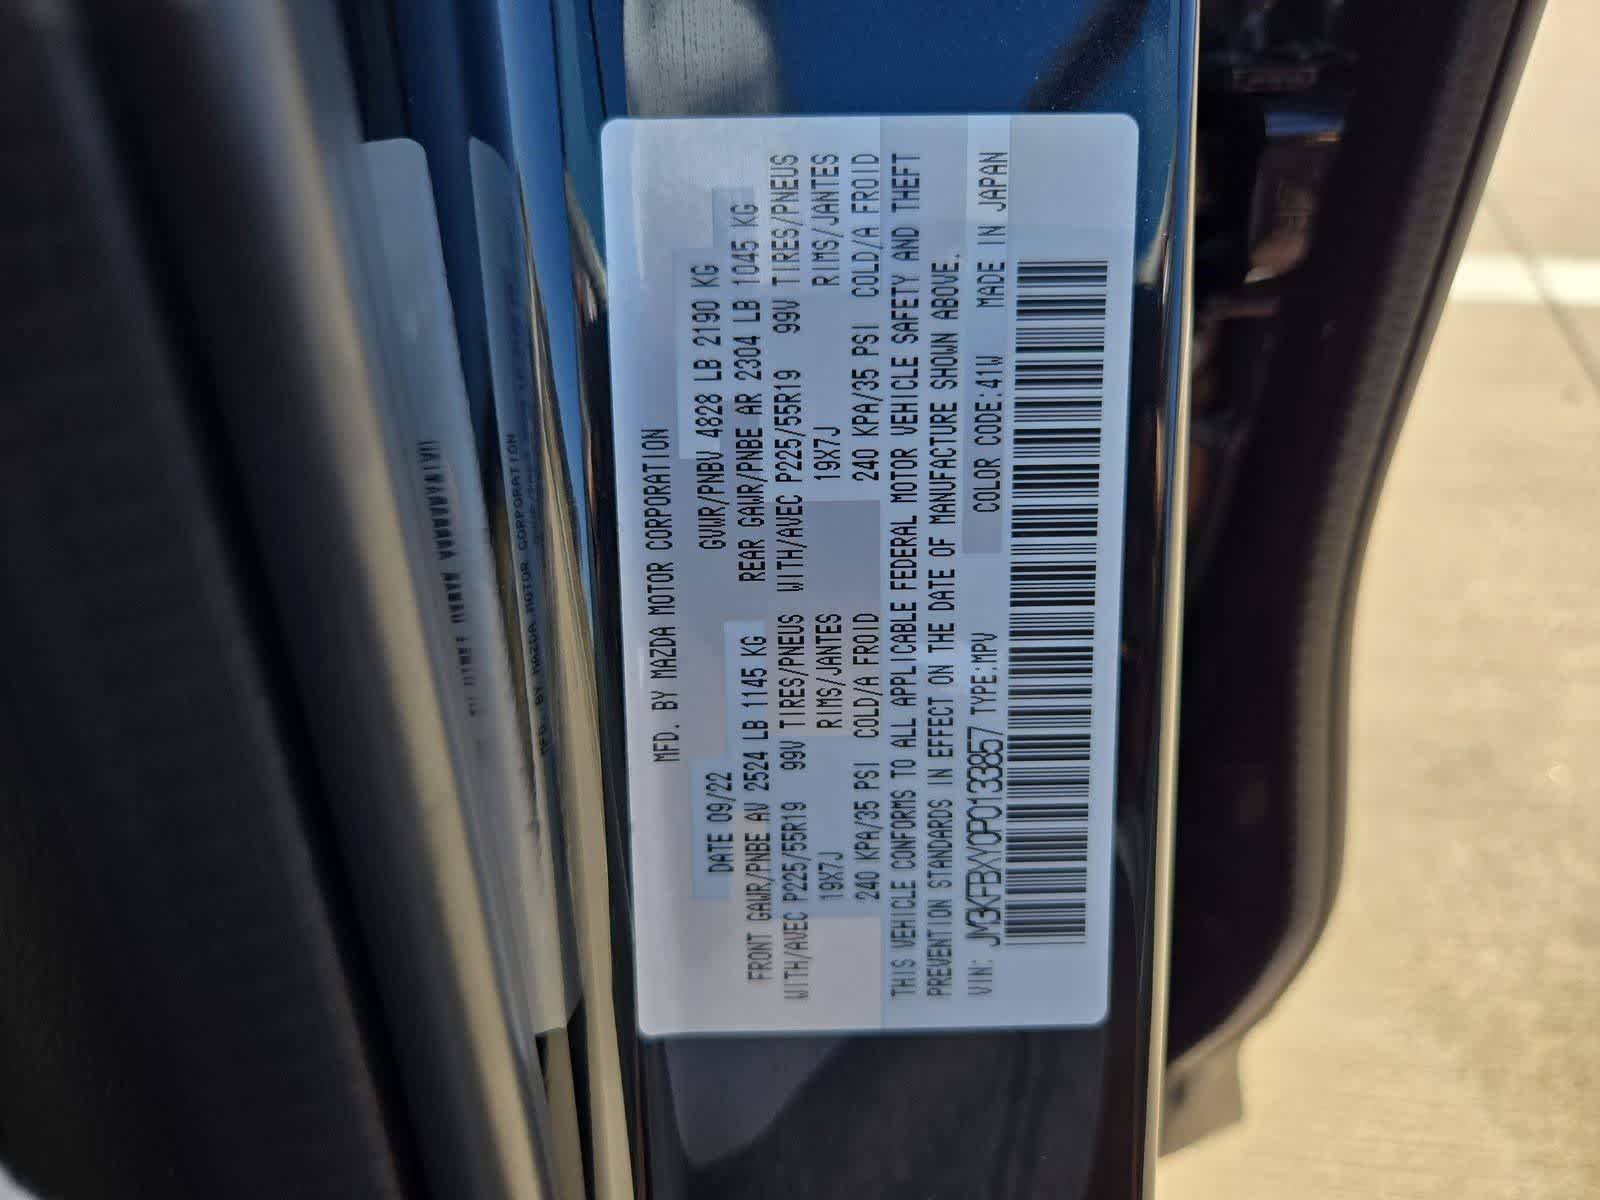 MFD. BY MAZDA MOTOR CORPORATION
DATE 09/22 GVWR/PNBV 4828 LB 2190 KG
FRONT GAWR/PNBE AV 2524 LB 1145 KG REAR GAWR/PNBE AR 2304 LB 1045 KG
WITH/AVEC P225/55R19 99V TIRES/PNEUS WITH/AVEC P225/55R19 99V TIRES/PNEUS
19X7J RIMS/JANTES 19X7J RIMS/JANTES
240 KPA/35 PSI COLD/A FROID 240 KPA/35 PSI COLD/A FROID
THIS VEHICLE CONFORMS TO ALL APPLICABLE FEDERAL MOTOR VEHICLE SAFETY AND THEFT
PREVENTION STANDARDS IN EFFECT ON THE DATE OF MANUFACTURE SHOWN ABOVE.
VIN: JM3KFBXY0P0133857 TYPE:MPV COLOR CODE:41W MADE IN JAPAN
MFD. BY MAZDA MOTOR CORPORATION